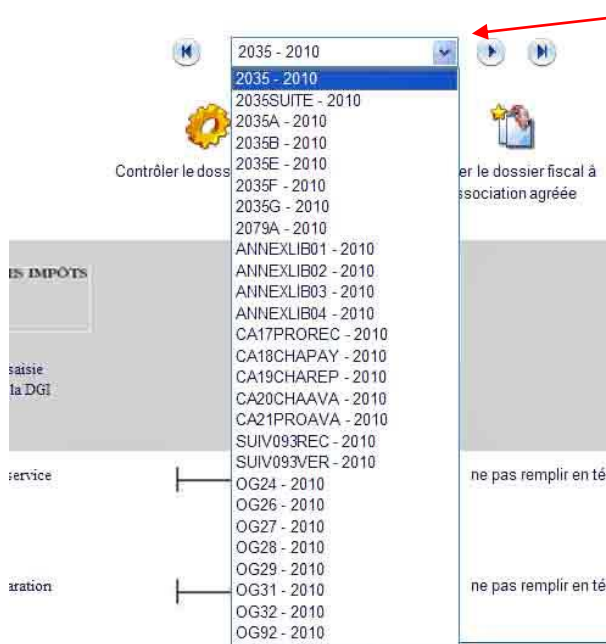 2035 - 2010
2035 - 2010
2035SUITE - 2010
2035A - 2010
2035B - 2010
2035E - 2010
2035F - 2010
2035G - 2010
2079A - 2010
ANNEXLIB01 - 2010
ANNEXLIB02 - 2010
ANNEXLIB03 - 2010
ANNEXLIB04 - 2010
CA17PROREC - 2010
CA18CHAPAY - 2010
CA19CHAREP - 2010
CA20CHAAVA - 2010
CA21PROAVA - 2010
SUIV093REC - 2010
SUIV093VER - 2010
OG24 - 2010
OG26 - 2010
OG27 - 2010
OG28 - 2010
OG29 - 2010
OG31 - 2010
OG32 - 2010
OG92 - 2010
Contrôler le doss
er le dossier fiscal à
ssociation agréée
ES IMPÔTS
saisie
la DGI
service
ne pas remplir en té
aration
ne pas remplir en té